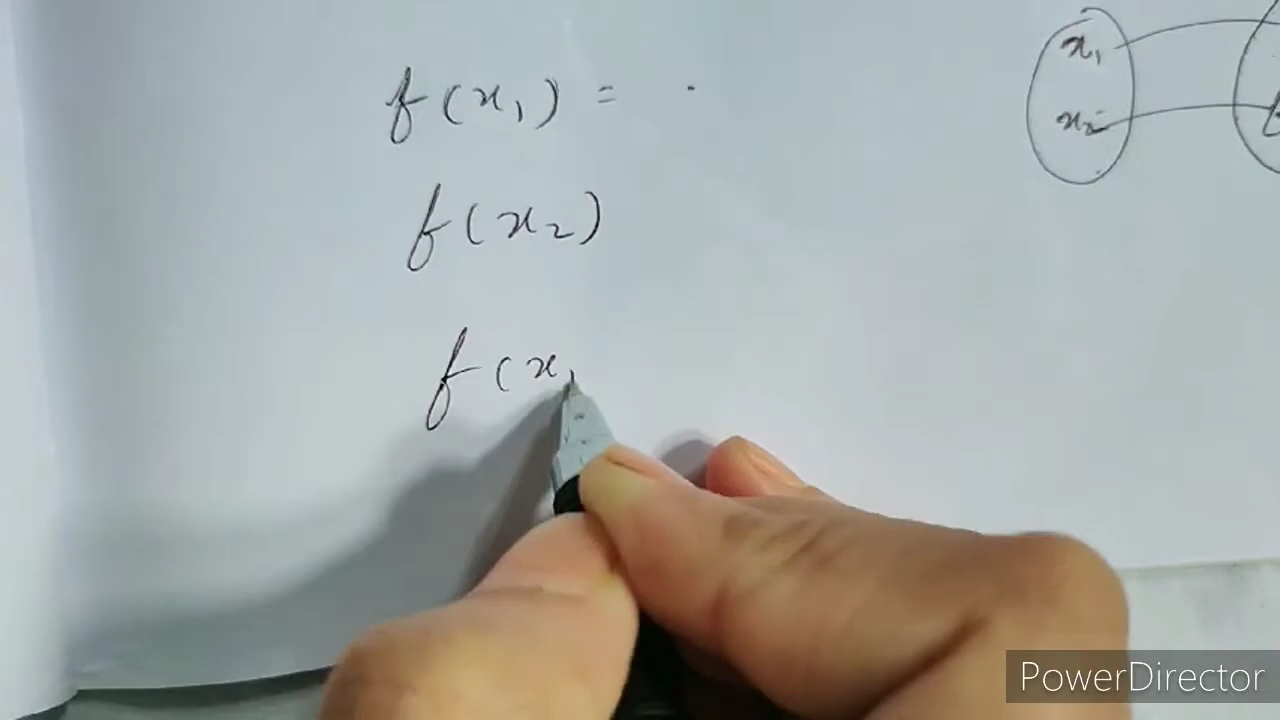 f(x₁) = .
x₁
x₂
f(x₂)
f(x₁
PowerDirector